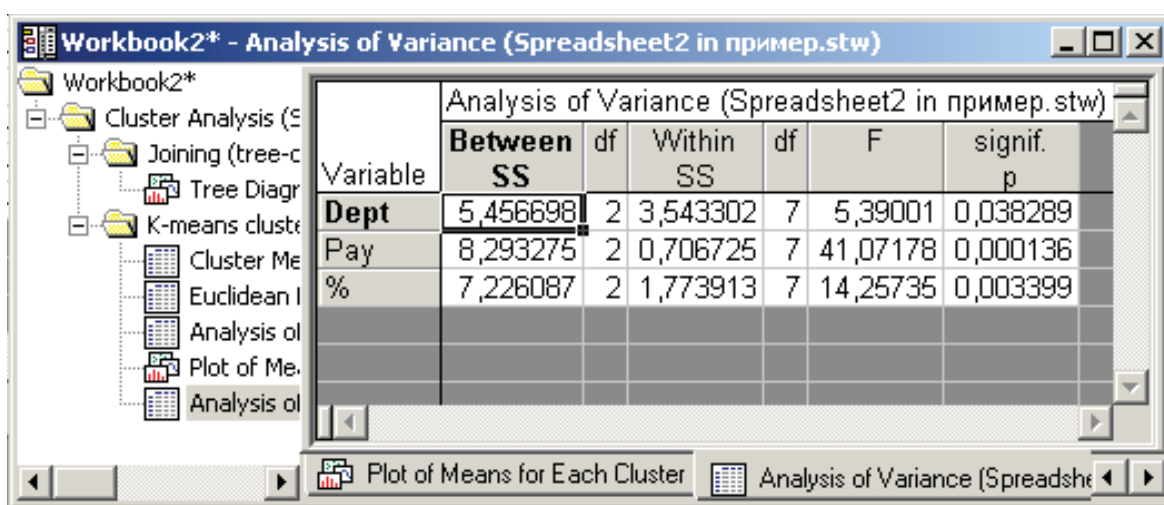 Workbook2* - Analysis of Variance (Spreadsheet2 in пример.stw)
Workbook2*
Cluster Analysis (S
Joining (tree-c
Tree Diagr
K-means cluste
Cluster Me
Euclidean
Analysis of
Plot of Mea
Analysis of
Analysis of Variance (Spreadsheet2 in пример.stw)
Variable Between SS df Within SS df F signif. p
Dept 5,456698 2 3,543302 7 5,39001 0,038289
Pay 8,293275 2 0,706725 7 41,07178 0,000136
% 7,226087 2 1,773913 7 14,25735 0,003399
Plot of Means for Each Cluster
Analysis of Variance (Spreadshe